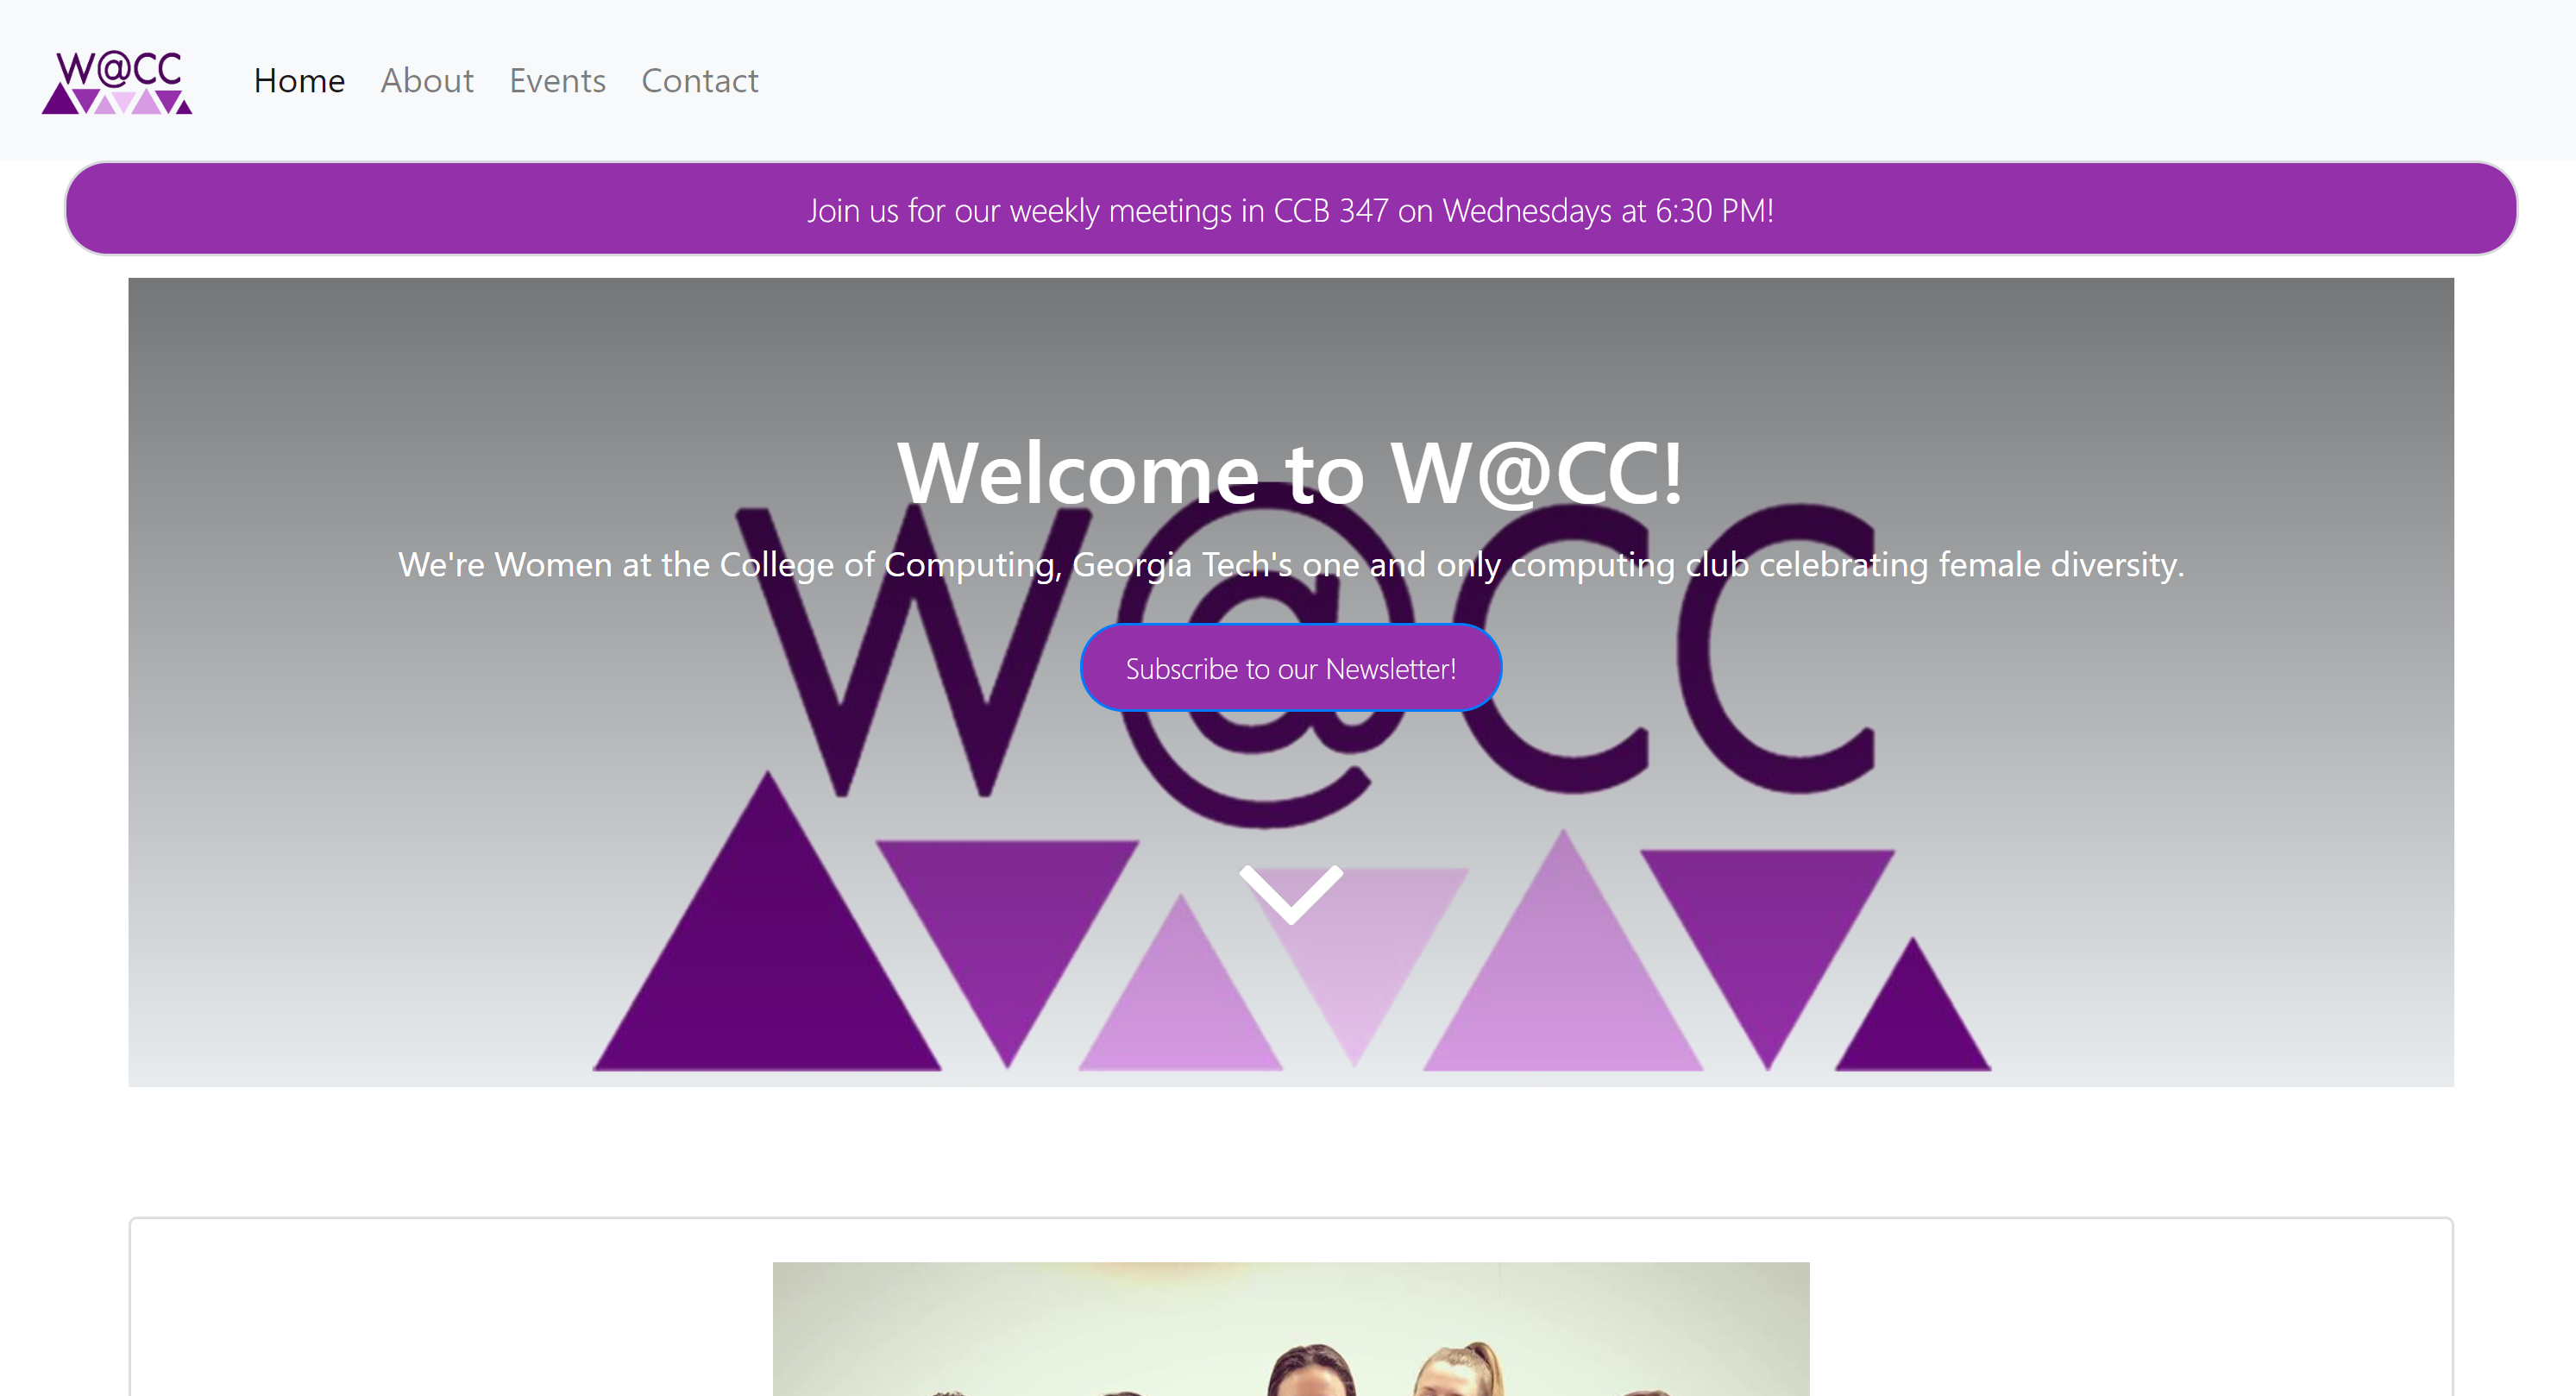 W@CC
Home About Events Contact
Join us for our weekly meetings in CCB 347 on Wednesdays at 6:30 PM!
Welcome to W@CC!
W@CC
We're Women at the College of Computing, Georgia Tech's one and only computing club celebrating female diversity.
Subscribe to our Newsletter!